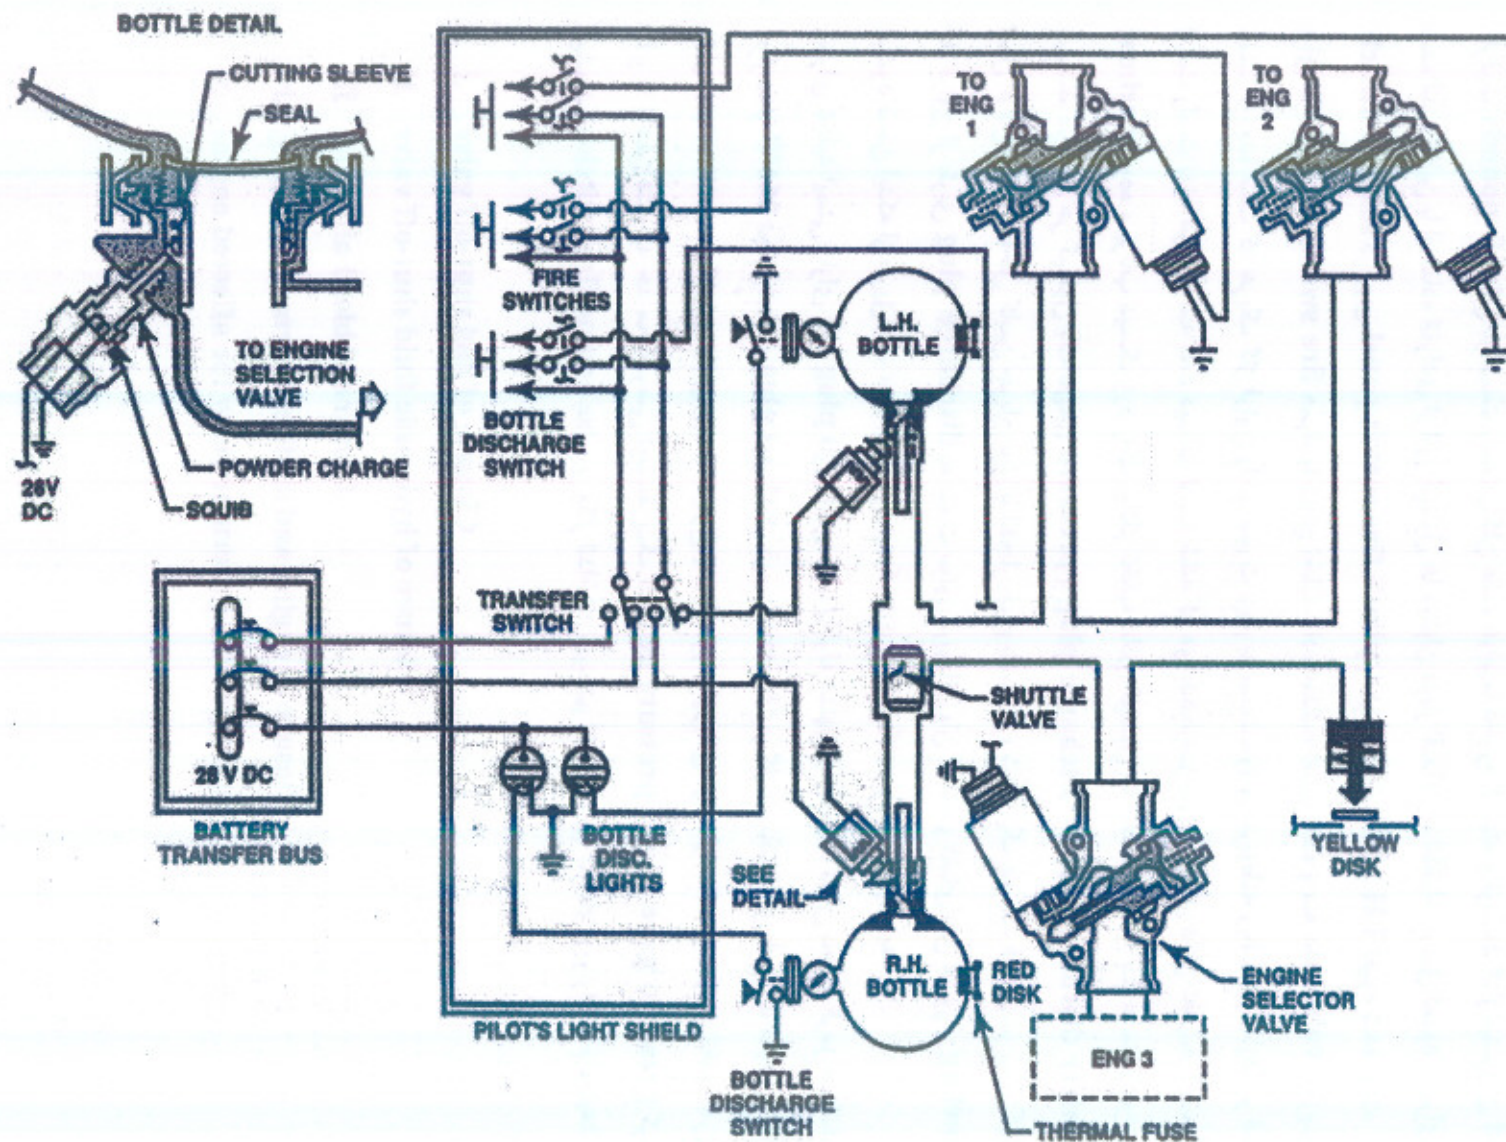 BOTTLE DETAIL
CUTTING SLEEVE
SEAL
TO ENGINE
SELECTION
VALVE
POWDER CHARGE
SQUIB
28V
DC
28 V DC
BATTERY
TRANSFER BUS
FIRE
SWITCHES
BOTTLE
DISCHARGE
SWITCH
TRANSFER
SWITCH
BOTTLE
DISC.
LIGHTS
PILOT'S LIGHT SHIELD
TO
ENG
1
TO
ENG
2
L.H.
BOTTLE
SHUTTLE
VALVE
YELLOW
DISK
SEE
DETAIL
R.H.
BOTTLE
RED
DISK
ENGINE
SELECTOR
VALVE
ENG 3
BOTTLE
DISCHARGE
SWITCH
THERMAL FUSE